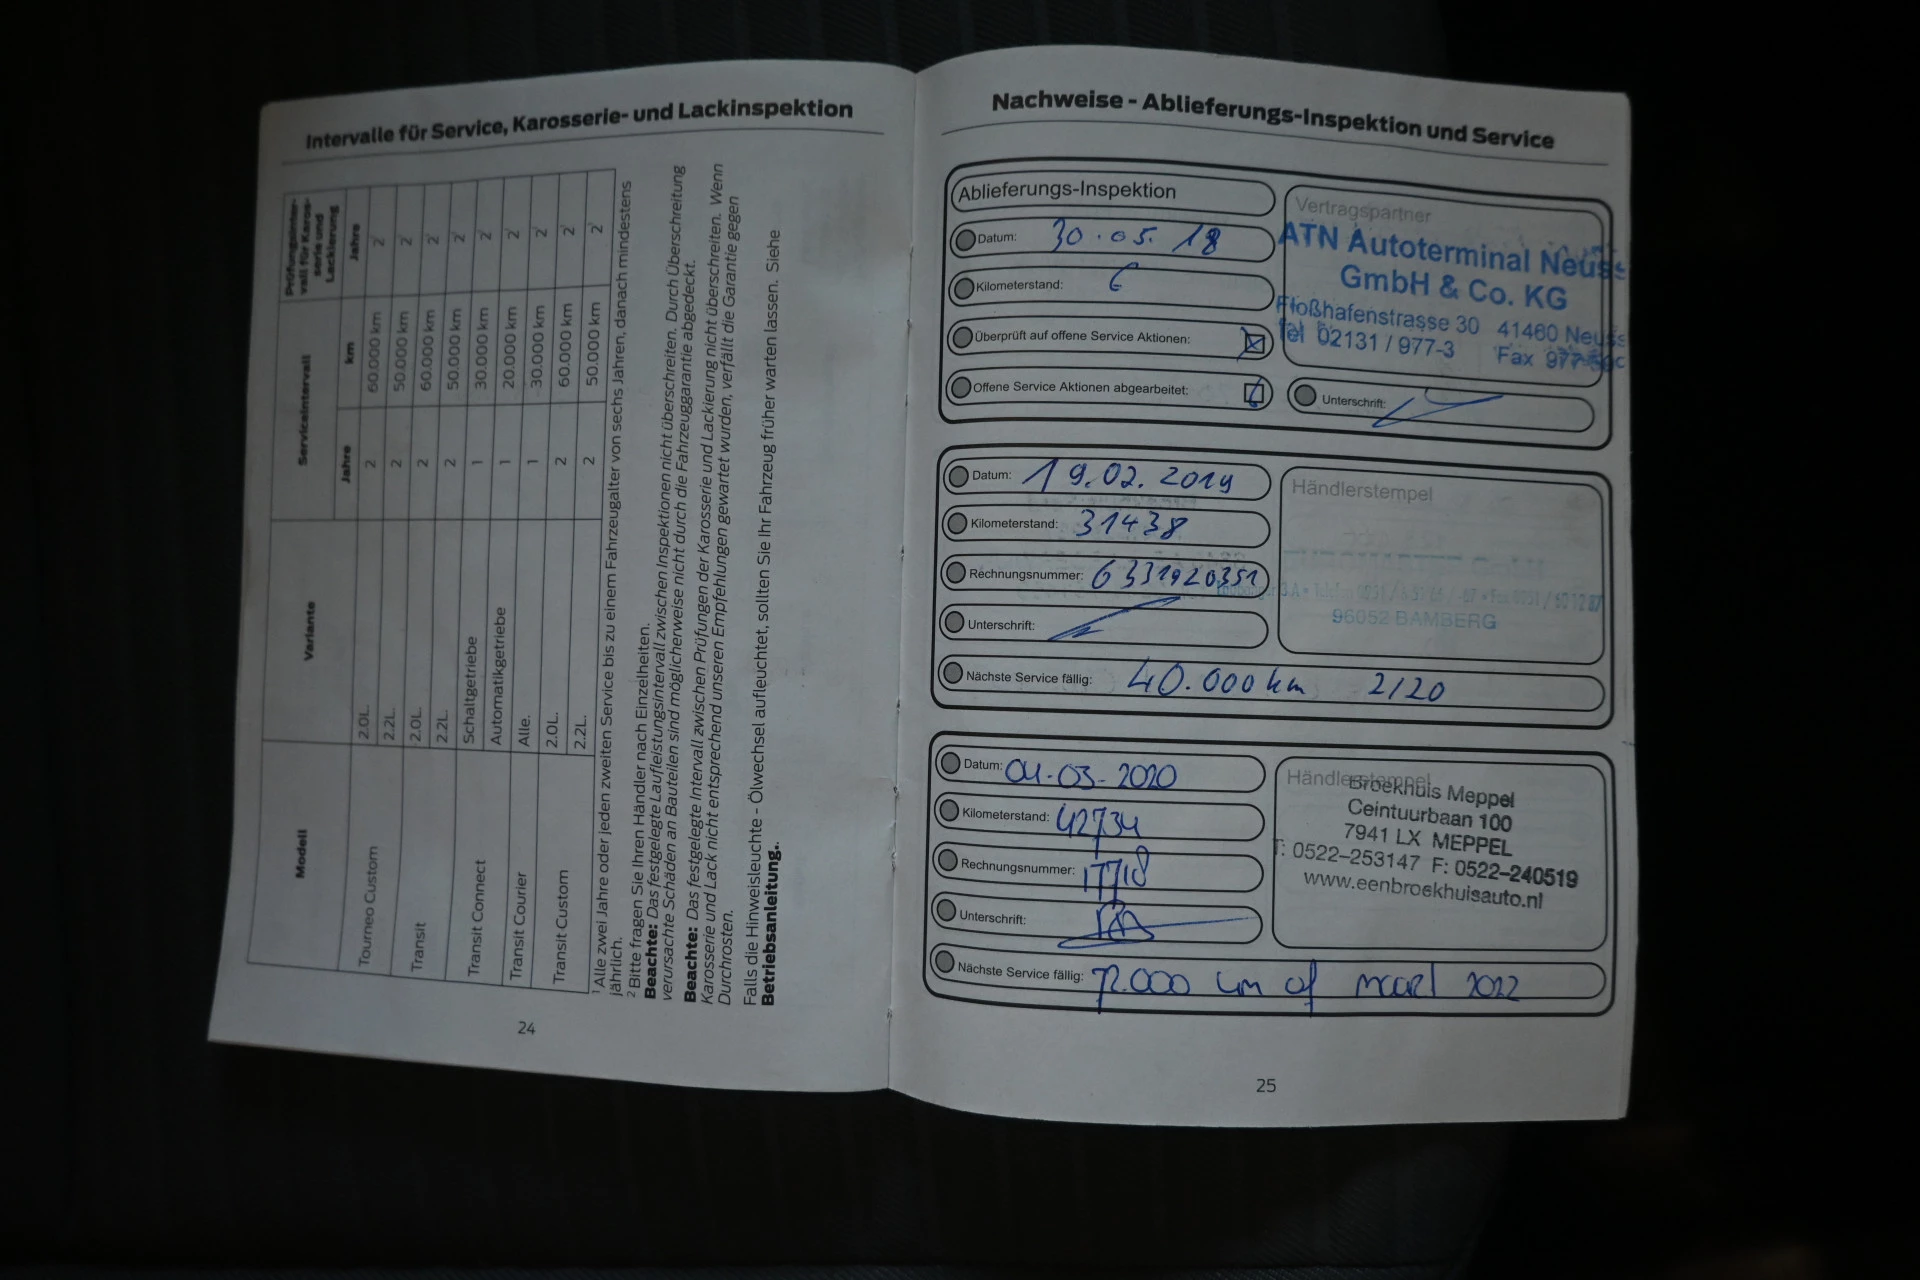 Intervalle für Service, Karosserie- und Lackinspektion
Modell Variante Serviceintervall Prüfungsinter-
vall für Karos-
serie und
Lackierung
Jahre km Jahre
Tourneo Custom 2.0L. 2 60.000 km 2
2.2L. 2 50.000 km 2
Transit 2.0L. 2 60.000 km 2
2.2L. 2 50.000 km 2
Transit Connect Schaltgetriebe 1 30.000 km 2
Automatikgetriebe 1 20.000 km 2
Transit Courier Alle. 1 30.000 km 2
Transit Custom 2.0L. 2 60.000 km 2
2.2L. 2 50.000 km 2
1 Alle zwei Jahre oder jeden zweiten Service bis zu einem Fahrzeugalter von sechs Jahren, danach mindestens
jährlich.
2 Bitte fragen Sie Ihren Händler nach Einzelheiten.
Beachte: Das festgelegte Laufleistungsintervall zwischen Inspektionen nicht überschreiten. Durch Überschreitung
verursachte Schäden an Bauteilen sind möglicherweise nicht durch die Fahrzeuggarantie abgedeckt.
Beachte: Das festgelegte Intervall zwischen Prüfungen der Karosserie und Lackierung nicht überschreiten. Wenn
Karosserie und Lack nicht entsprechend unseren Empfehlungen gewartet wurden, verfällt die Garantie gegen
Durchrosten.
Falls die Hinweisleuchte - Ölwechsel aufleuchtet, sollten Sie Ihr Fahrzeug früher warten lassen. Siehe
Betriebsanleitung.
24
Nachweise - Ablieferungs-Inspektion und Service
Ablieferungs-Inspektion
Datum: 30.05.18
Kilometerstand: 6
Überprüft auf offene Service Aktionen:
Offene Service Aktionen abgearbeitet:
Vertragspartner
ATN Autoterminal Neuss
GmbH & Co. KG
Floßhafenstrasse 30 41460 Neuss
Tel 02131 / 977-3 Fax
Unterschrift:
Datum: 19.02.2019
Kilometerstand: 31438
Rechnungsnummer: 6331920351
Unterschrift:
Nächste Service fällig: 40.000 km 2/20
Händlerstempel
96052 BAMBERG
Datum: 04-03-2020
Kilometerstand: 42734
Rechnungsnummer: 17718
Unterschrift:
Nächste Service fällig: 72.000 km of maart 2022
Händlerstempel
Broekhuis Meppel
Ceintuurbaan 100
7941 LX MEPPEL
T: 0522-253147 F: 0522-240519
www.eenbroekhuisauto.nl
25